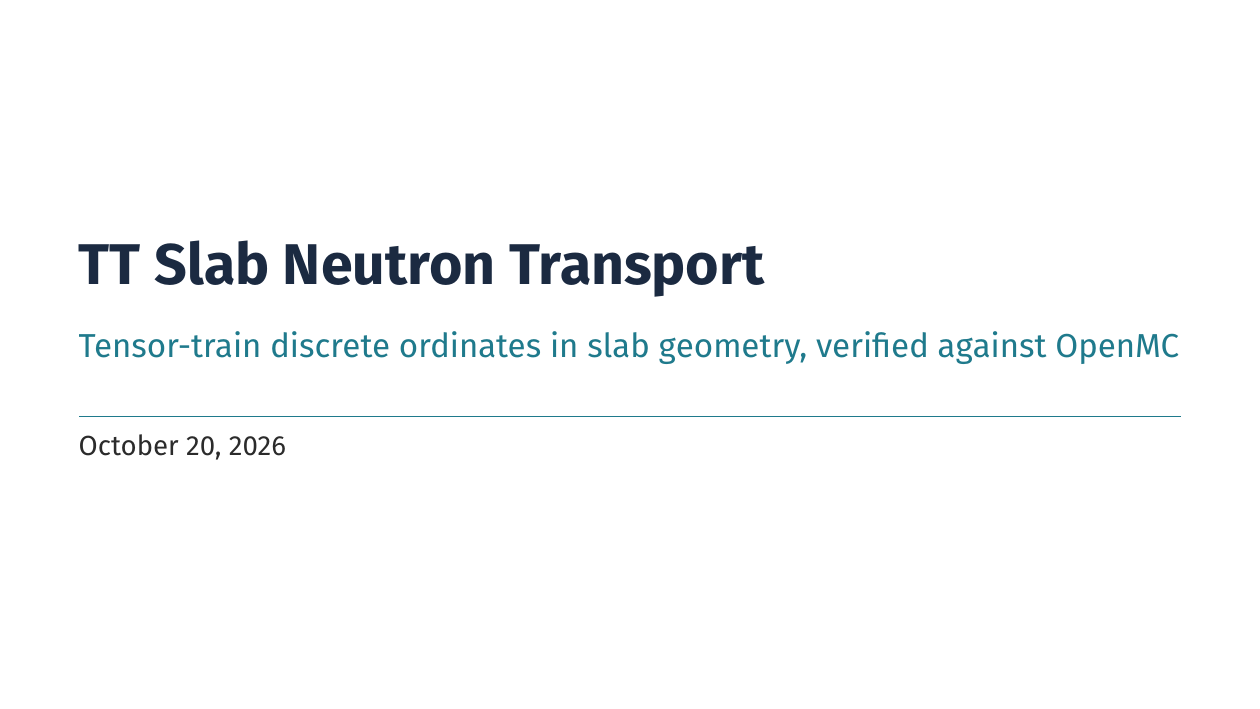 TT Slab Neutron Transport
Tensor-train discrete ordinates in slab geometry, verified against OpenMC
October 20, 2026